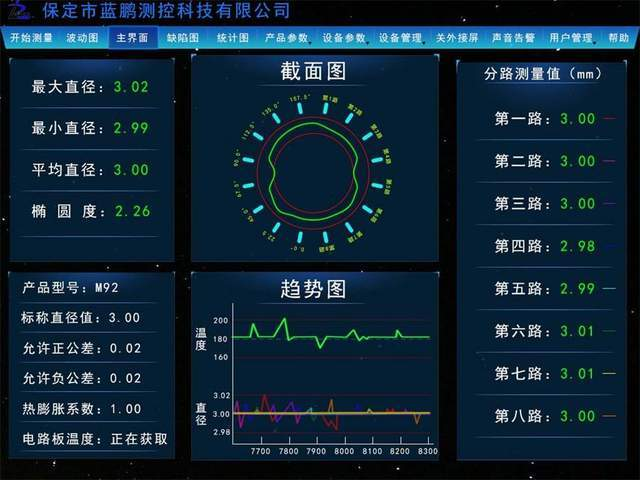 保定市蓝鹏测控科技有限公司
开始测量 波动图 主界面 缺陷图 统计图 产品参数 设备参数 设备管理 关外接屏 声音告警 用户管理 帮助
最大直径：3.02
最小直径：2.99
平均直径：3.00
椭 圆 度：2.26
产品型号：M92
标称直径值：3.00
允许正公差：0.02
允许负公差：0.02
热膨胀系数：1.00
电路板温度：正在获取
截面图
157.5°
135.0°
112.5°
90.0°
67.5°
45.0°
22.5°
0.0°
第1路
第2路
第3路
第4路
第5路
第6路
第7路
第8路
趋势图
温度
200
180
160
直径
3.02
3.00
2.98
7700 7800 7900 8000 8100 8200 8300
分路测量值（mm）
第一路：3.00
第二路：3.00
第三路：3.00
第四路：2.98
第五路：2.99
第六路：3.01
第七路：3.01
第八路：3.00